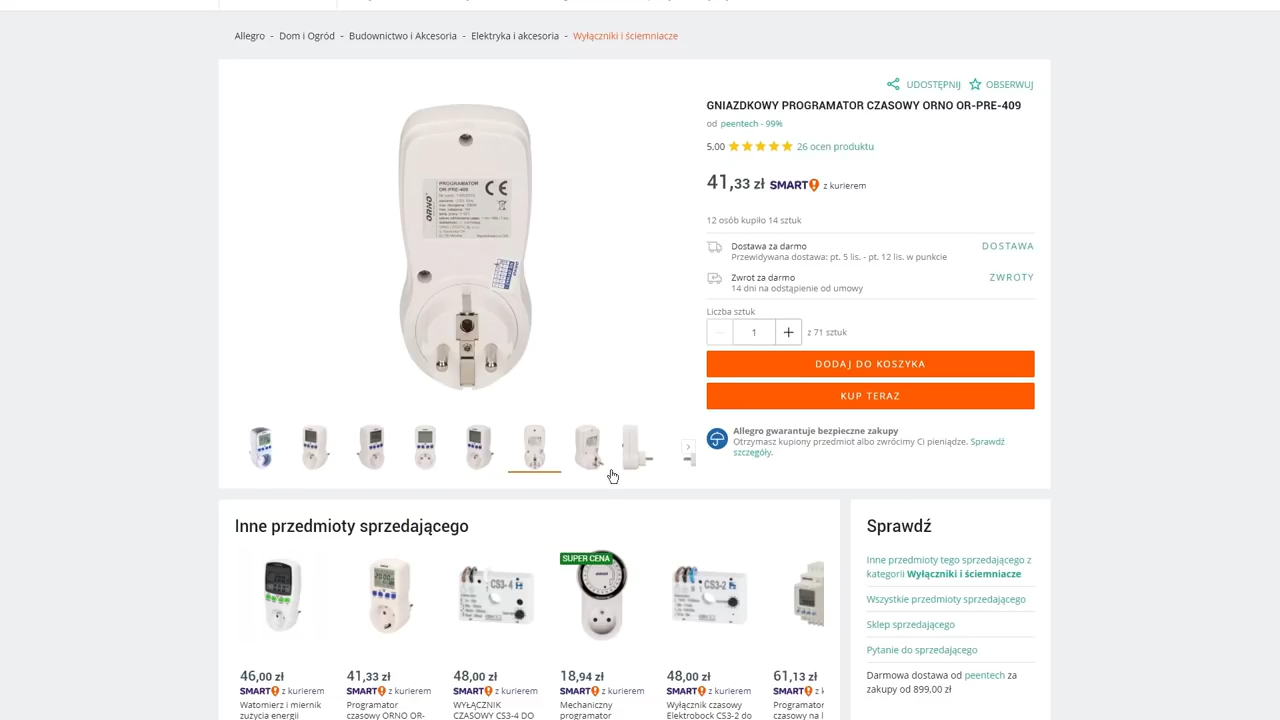 Allegro - Dom i Ogród - Budownictwo i Akcesoria - Elektryka i akcesoria - Wyłączniki i ściemniacze
UDOSTĘPNIJ OBSERWUJ
GNIAZDKOWY PROGRAMATOR CZASOWY ORNO OR-PRE-409
od peentech - 99%
5,00 26 ocen produktu
41,33 zł SMART z kurierem
12 osób kupiło 14 sztuk
Dostawa za darmo DOSTAWA
Przewidywana dostawa: pt. 5 lis. - pt. 12 lis. w punkcie
Zwrot za darmo ZWROTY
14 dni na odstąpienie od umowy
Liczba sztuk
1 + z 71 sztuk
DODAJ DO KOSZYKA
KUP TERAZ
Allegro gwarantuje bezpieczne zakupy
Otrzymasz kupiony przedmiot albo zwrócimy Ci pieniądze. Sprawdź
szczegóły.
PROGRAMATOR
OR-PRE-409
ORNO
CE
Inne przedmioty sprzedającego
SUPER CENA
CS3-4
CS3-2
46,00 zł
SMART z kurierem
Watomierz i miernik
zużycia energii
41,33 zł
SMART z kurierem
Programator
czasowy ORNO OR-
48,00 zł
SMART z kurierem
WYŁĄCZNIK
CZASOWY CS3-4 DO
18,94 zł
SMART z kurierem
Mechaniczny
programator
48,00 zł
SMART z kurierem
Wyłącznik czasowy
Elektrobock CS3-2 do
61,13 zł
SMART z k
Programator
czasowy na l
Sprawdź
Inne przedmioty tego sprzedającego z
kategorii Wyłączniki i ściemniacze
Wszystkie przedmioty sprzedającego
Sklep sprzedającego
Pytanie do sprzedającego
Darmowa dostawa od peentech za
zakupy od 899.00 zł